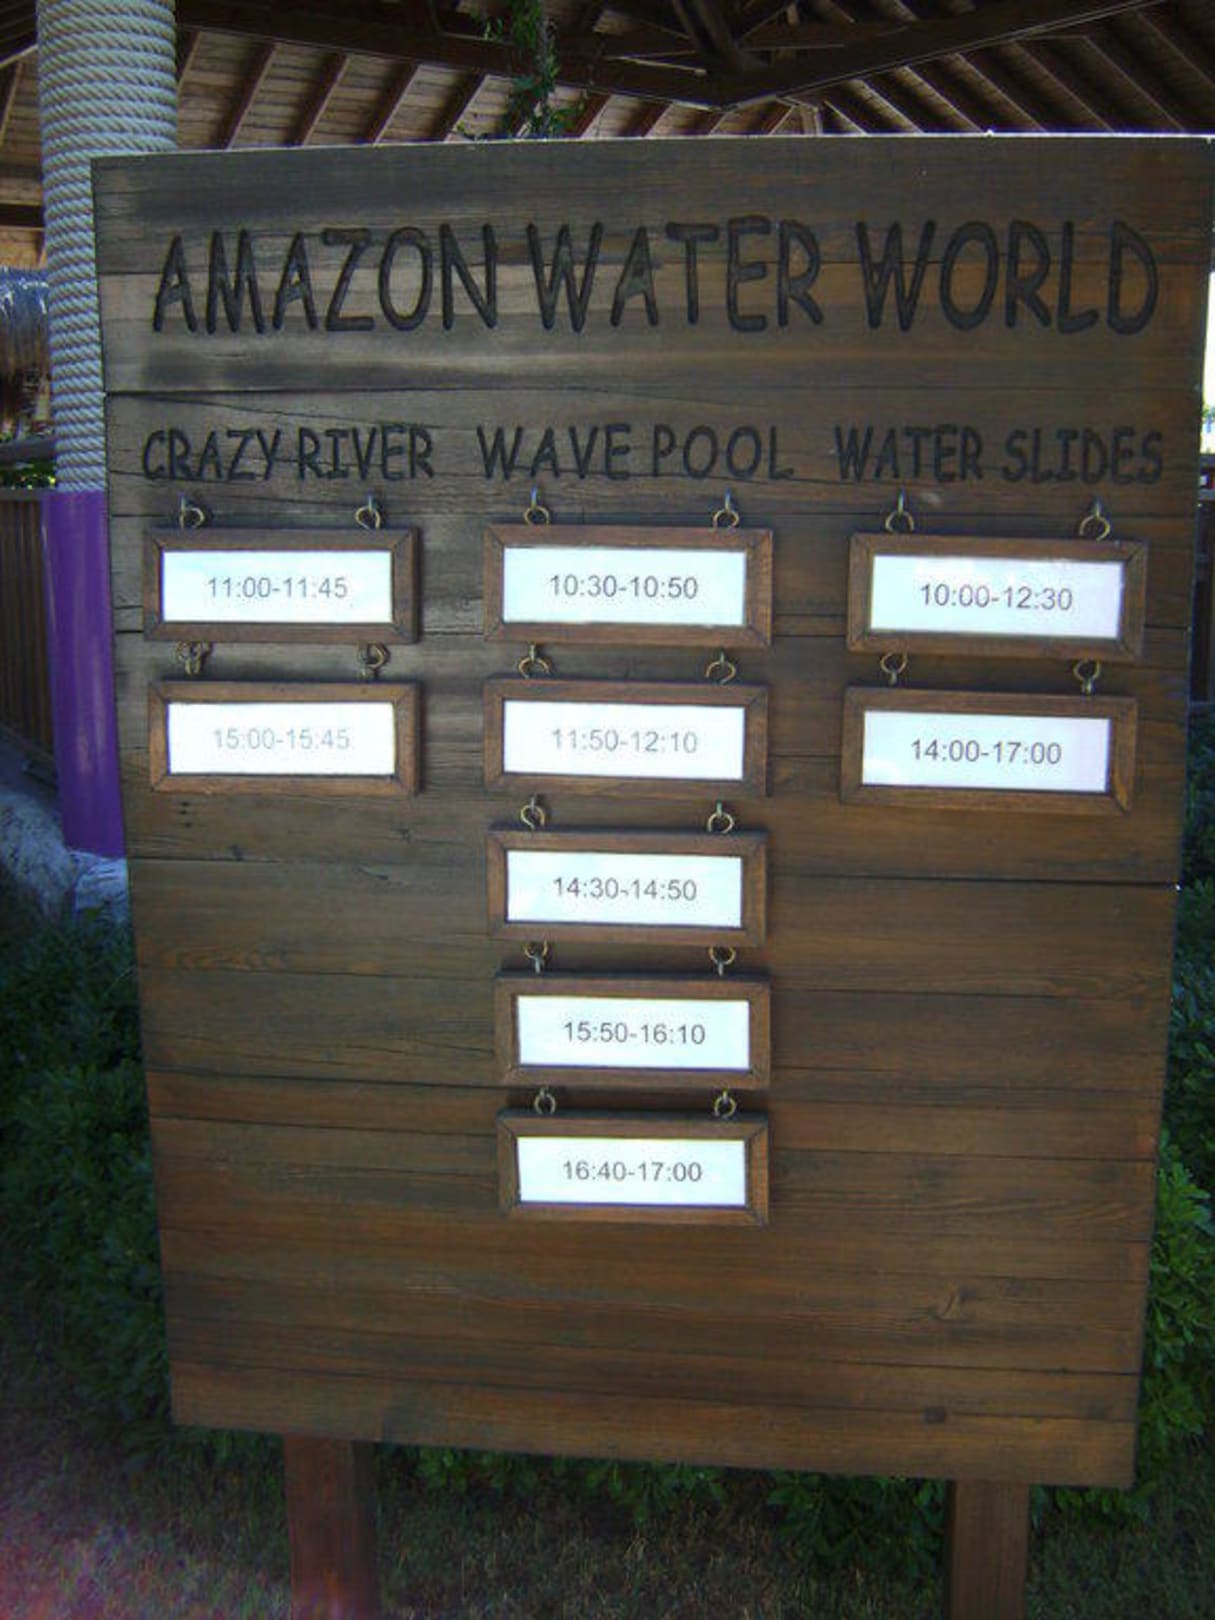 AMAZON WATER WORLD
CRAZY RIVER WAVE POOL WATER SLIDES
11:00-11:45 10:30-10:50 10:00-12:30
15:00-15:45 11:50-12:10 14:00-17:00
14:30-14:50
15:50-16:10
16:40-17:00